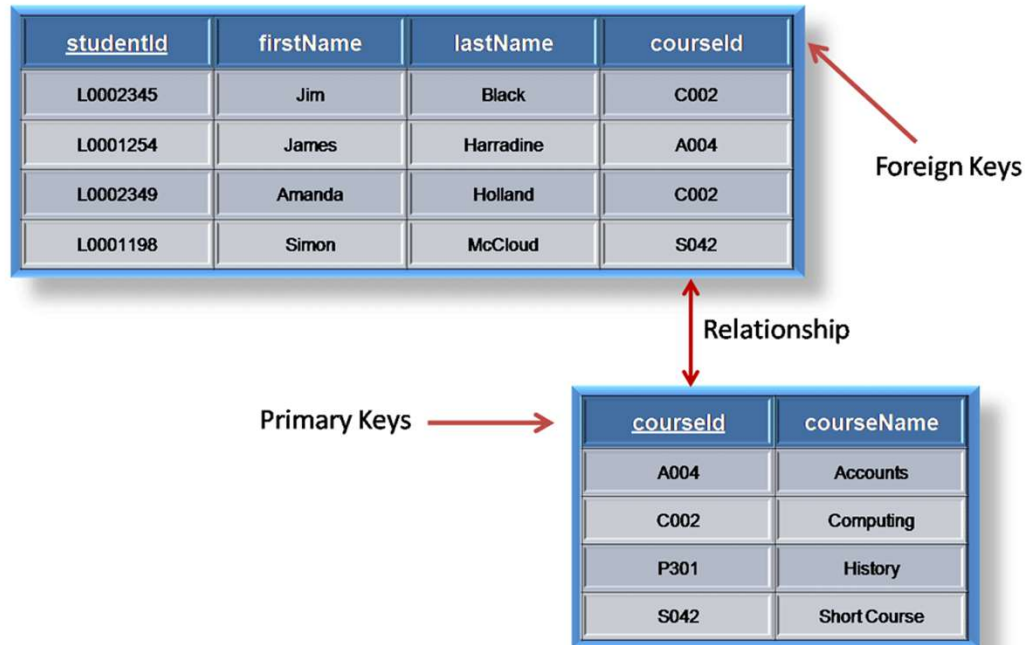 studentId firstName lastName courseId
L0002345 Jim Black C002
L0001254 James Harradine A004
L0002349 Amanda Holland C002
L0001198 Simon McCloud S042
Foreign Keys
Relationship
Primary Keys
courseId courseName
A004 Accounts
C002 Computing
P301 History
S042 Short Course